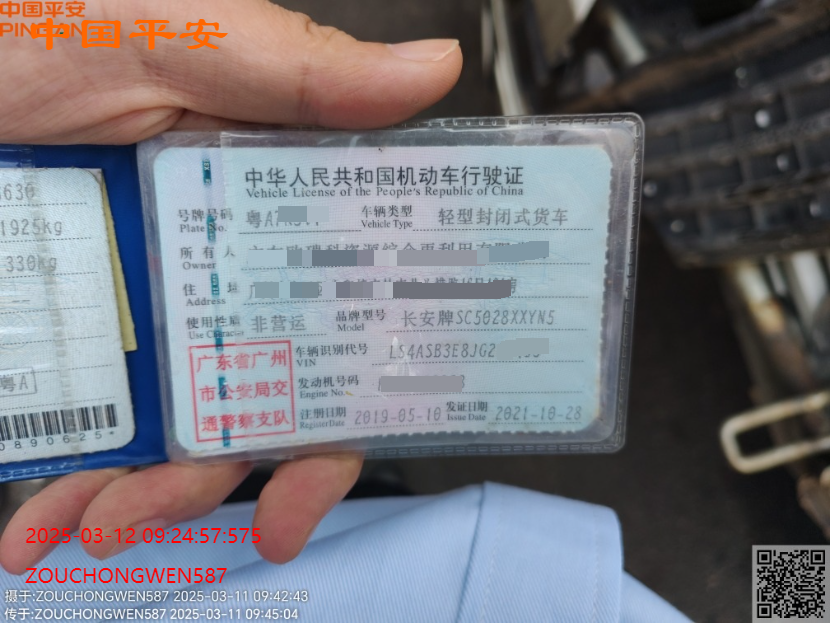 中国平安
中国平安
中华人民共和国机动车行驶证
Vehicle License of the People's Republic of China
号牌号码
Plate No.
粤A7
车辆类型
Vehicle Type
轻型封闭式货车
所有人
Owner
住址
Address
使用性质
Use Character
非营运
品牌型号
Model
长安牌SC5028XXYN5
车辆识别代号
VIN
LS4ASB3E8JG2
发动机号码
Engine No.
注册日期
Register Date
2019-05-10
发证日期
Issue Date
2021-10-28
广东省广州
市公安局交
通警察支队
630
1925kg
330kg
粤A
0890625*
2025-03-12 09:24:57:575
ZOUCHONGWEN587
摄于:ZOUCHONGWEN587 2025-03-11 09:42:43
传于:ZOUCHONGWEN587 2025-03-11 09:45:04